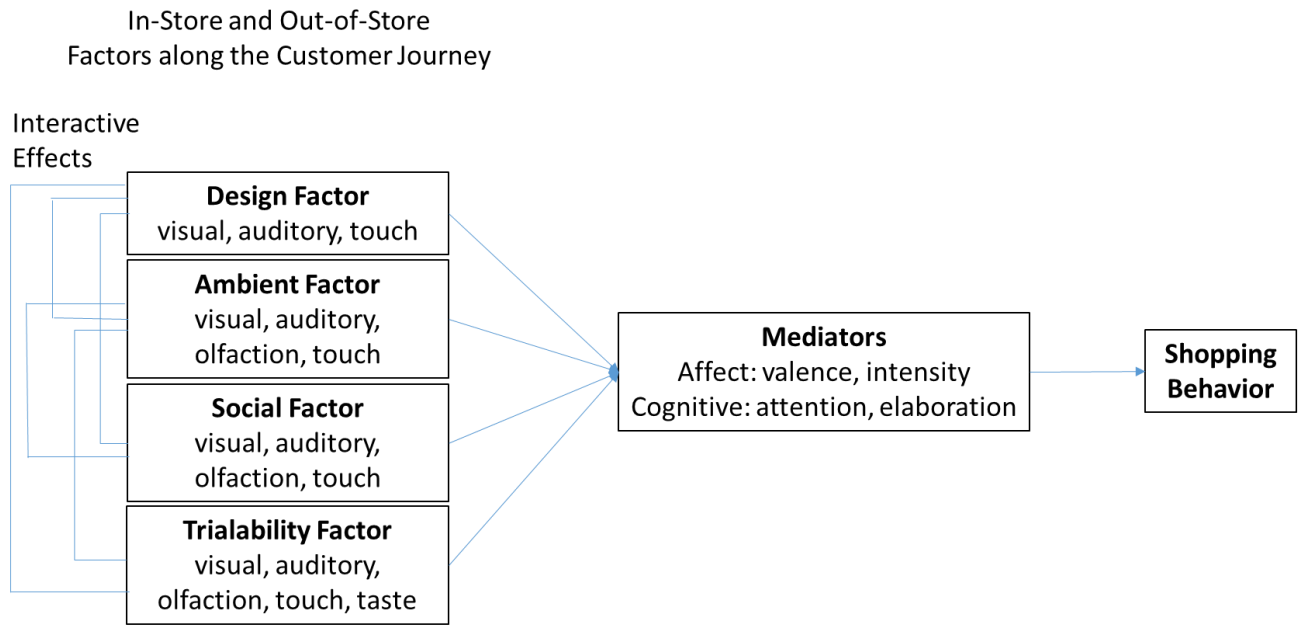 In-Store and Out-of-Store
Factors along the Customer Journey
Interactive
Effects
Design Factor
visual, auditory, touch
Ambient Factor
visual, auditory,
olfaction, touch
Social Factor
visual, auditory,
olfaction, touch
Trialability Factor
visual, auditory,
olfaction, touch, taste
Mediators
Affect: valence, intensity
Cognitive: attention, elaboration
Shopping
Behavior